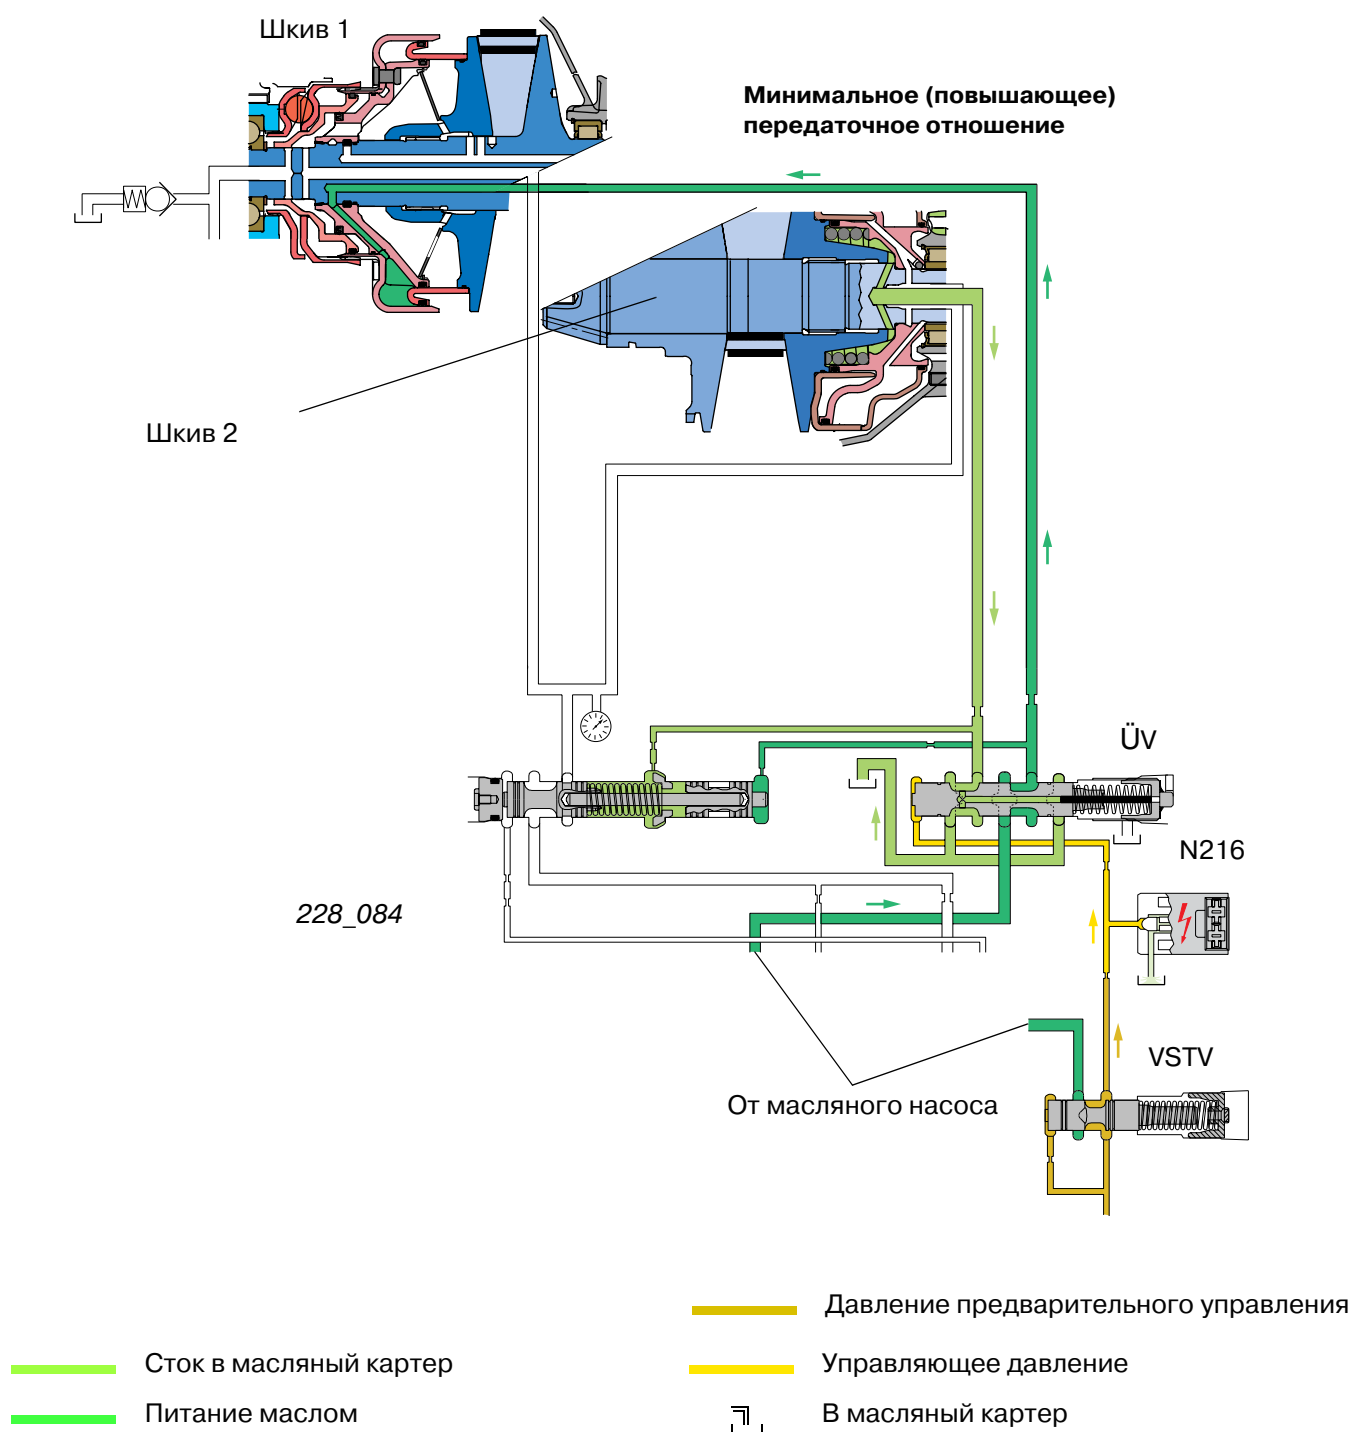 Шкив 1
Минимальное (повышающее)
передаточное отношение
Шкив 2
ÜV
N216
228_084
VSTV
От масляного насоса
Давление предварительного управления
Сток в масляный картер
Управляющее давление
Питание маслом
В масляный картер